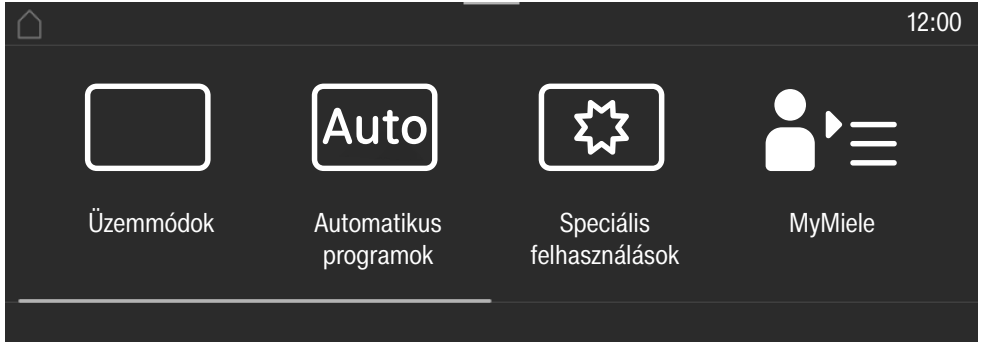 12:00
Auto
Üzemmódok
Automatikus
programok
Speciális
felhasználások
MyMiele